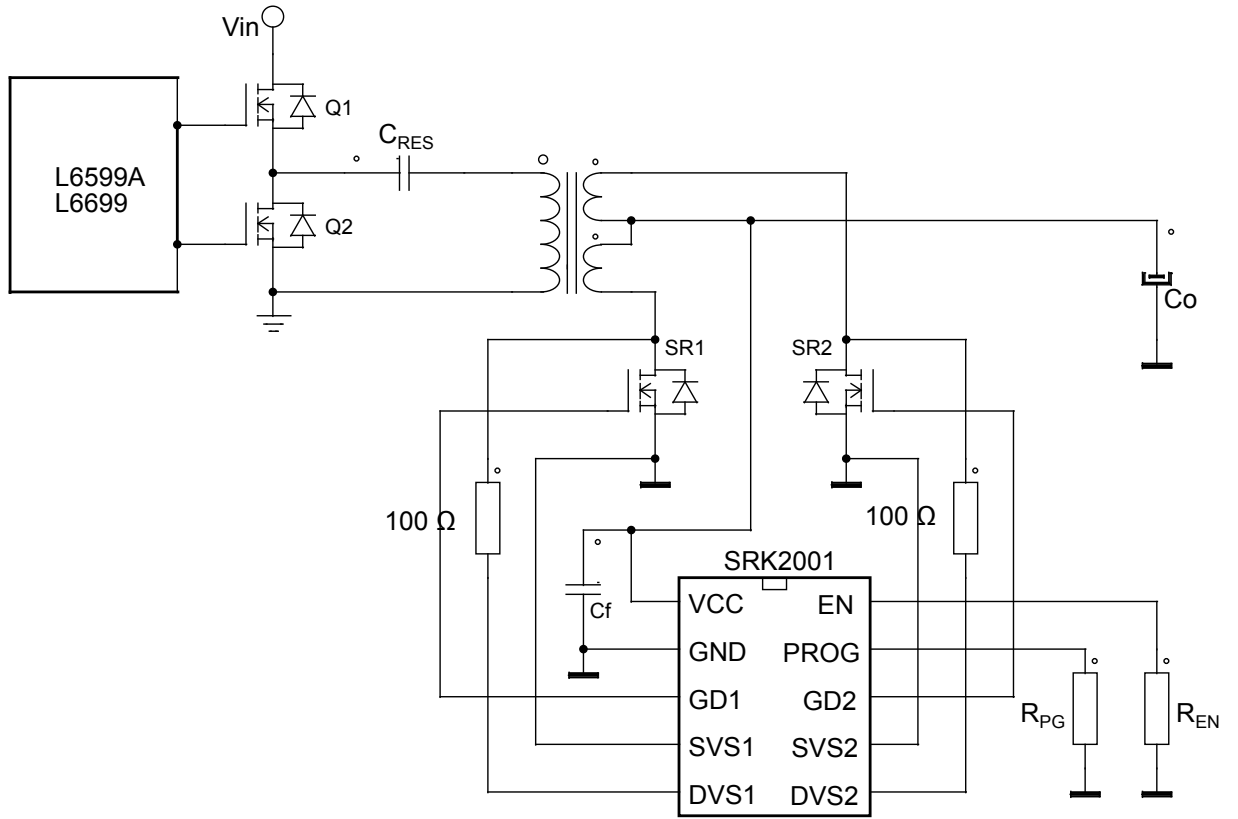 Vin
Q1
C_RES
L6599A
L6699
Q2
Co
SR1
SR2
100 Ω
100 Ω
SRK2001
Cf
VCC
EN
GND
PROG
GD1
GD2
R_PG
R_EN
SVS1
SVS2
DVS1
DVS2